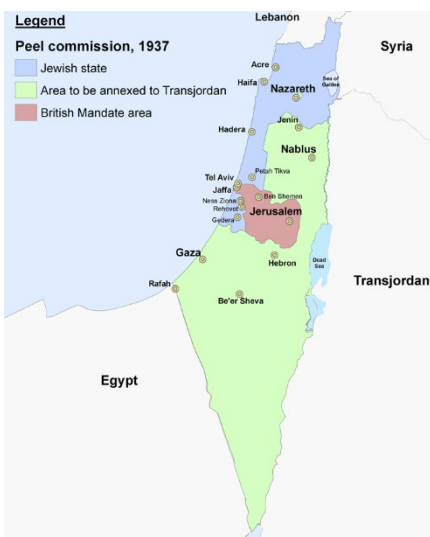 Legend
Peel commission, 1937
Jewish state
Area to be annexed to Transjordan
British Mandate area
Lebanon
Syria
Acre
Haifa
Nazareth
Sea of
Galilee
Jenin
Hadera
Nablus
Petah Tikva
Tel Aviv
Jaffa
Ben Shemen
Ness Ziona
Rehovot
Jerusalem
Gedera
Gaza
Hebron
Dead
Sea
Rafah
Be'er Sheva
Transjordan
Egypt